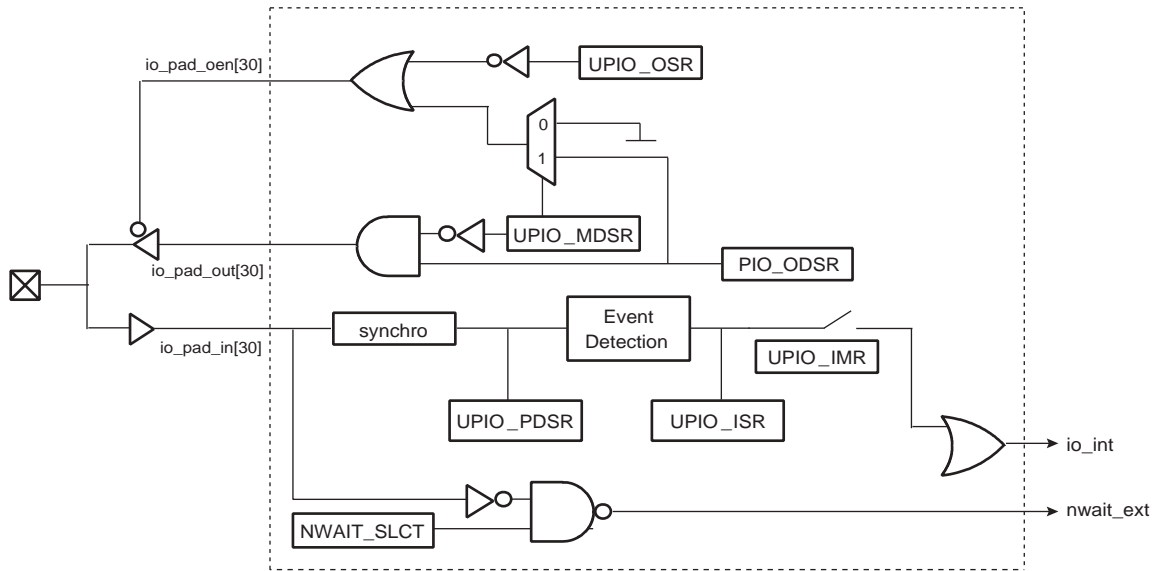 io_pad_oen[30]
UPIO_OSR
0
1
UPIO_MDSR
io_pad_out[30]
PIO_ODSR
io_pad_in[30]
synchro
Event
Detection
UPIO_IMR
UPIO_PDSR
UPIO_ISR
io_int
NWAIT_SLCT
nwait_ext